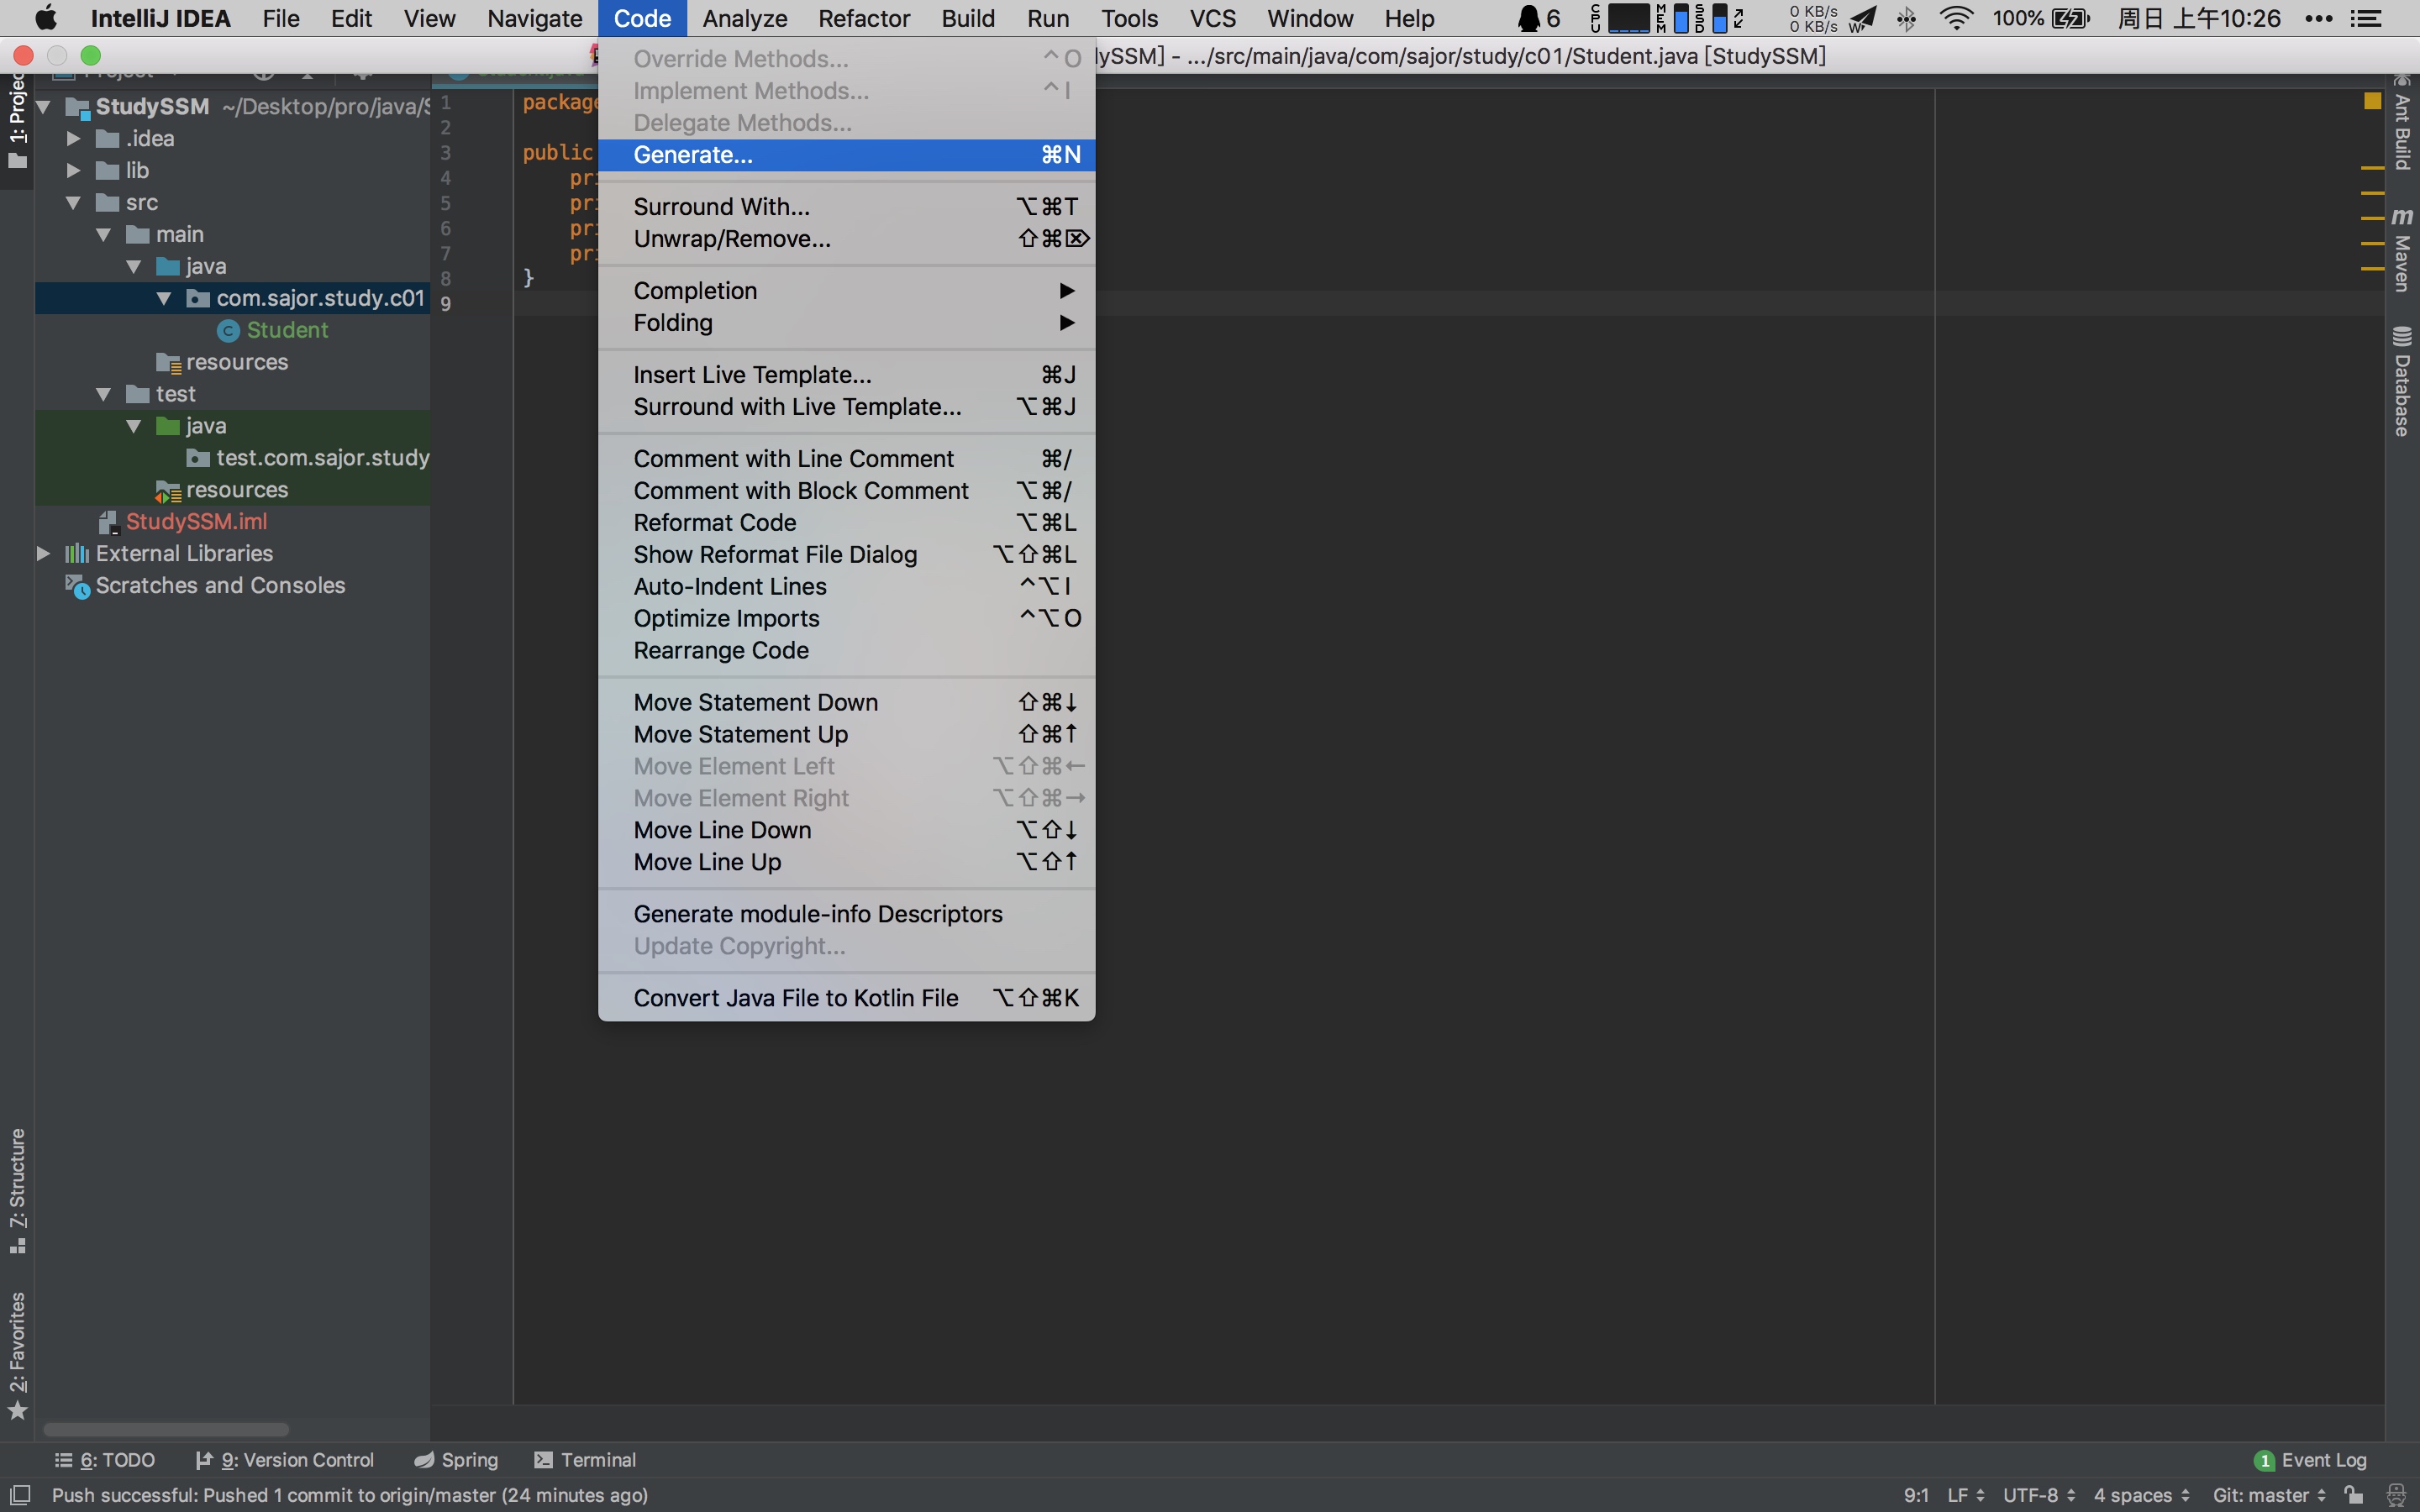 IntelliJ IDEA File Edit View Navigate Code Analyze Refactor Build Run Tools VCS Window Help 6 CPU MEM SSD 0 KB/s 0 KB/s 100% 周日 上午10:26
[StudySSM] - .../src/main/java/com/sajor/study/c01/Student.java [StudySSM]
1: Project
StudySSM ~/Desktop/pro/java/
.idea
lib
src
main
java
com.sajor.study.c01
Student
resources
test
java
test.com.sajor.study
resources
StudySSM.iml
External Libraries
Scratches and Consoles
7: Structure
2: Favorites
1 package
2
3 public
4 pri
5 pri
6 pri
7 pri
8 }
9
Override Methods... ^O
Implement Methods... ^I
Delegate Methods...
Generate... ⌘N
Surround With... ⌥⌘T
Unwrap/Remove... ⇧⌘⌦
Completion
Folding
Insert Live Template... ⌘J
Surround with Live Template... ⌥⌘J
Comment with Line Comment ⌘/
Comment with Block Comment ⌥⌘/
Reformat Code ⌥⌘L
Show Reformat File Dialog ⌥⇧⌘L
Auto-Indent Lines ^⌥I
Optimize Imports ^⌥O
Rearrange Code
Move Statement Down ⇧⌘↓
Move Statement Up ⇧⌘↑
Move Element Left ⌥⇧⌘←
Move Element Right ⌥⇧⌘→
Move Line Down ⌥⇧↓
Move Line Up ⌥⇧↑
Generate module-info Descriptors
Update Copyright...
Convert Java File to Kotlin File ⌥⇧⌘K
Ant Build
m Maven
Database
6: TODO 9: Version Control Spring Terminal 1 Event Log
Push successful: Pushed 1 commit to origin/master (24 minutes ago) 9:1 LF UTF-8 4 spaces Git: master